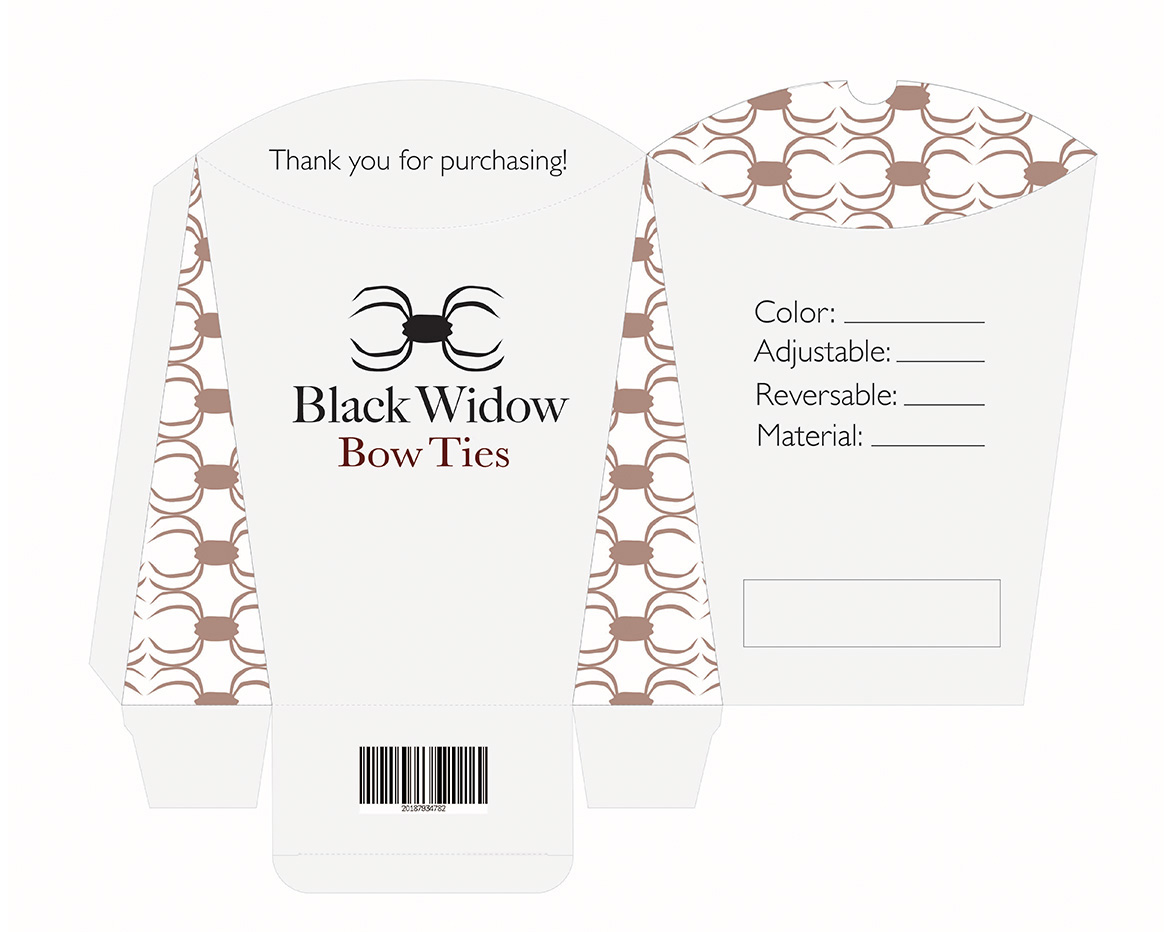 Thank you for purchasing!
Black Widow
Bow Ties
Color:
Adjustable:
Reversable:
Material:
20187934782